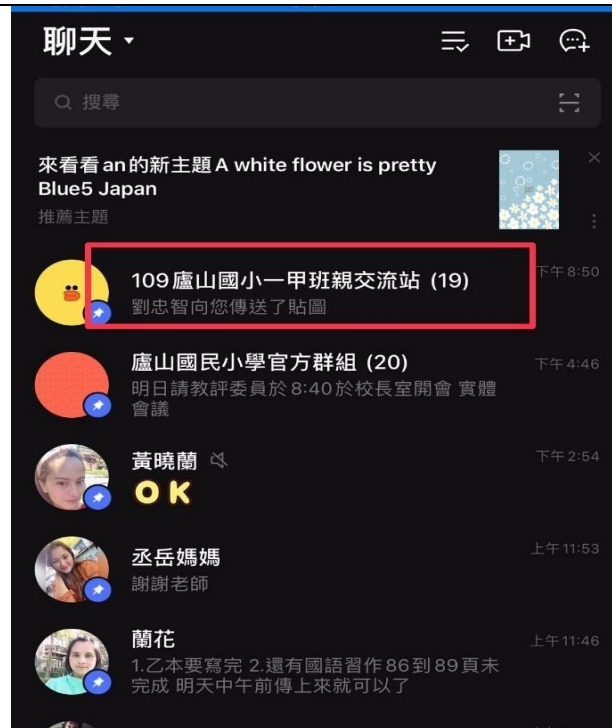 聊天
搜尋
來看看an的新主題A white flower is pretty
Blue5 Japan
推薦主題
109廬山國小一甲班親交流站 (19)
下午8:50
劉忠智向您傳送了貼圖
廬山國民小學官方群組 (20)
下午4:46
明日請教評委員於8:40於校長室開會 實體
會議
黃曉蘭
下午2:54
OK
丞岳媽媽
上午11:53
謝謝老師
蘭花
上午11:46
1.乙本要寫完 2.還有國語習作86到89頁未
完成 明天中午前傳上來就可以了